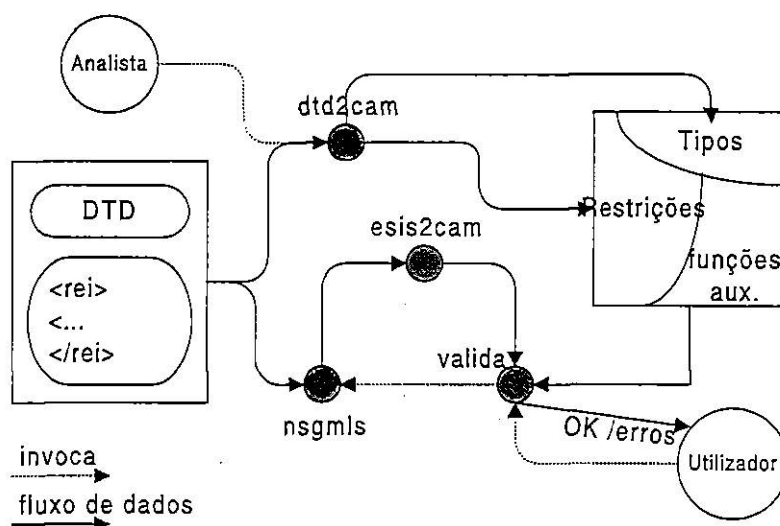 Analista
dtd2cam
Tipos
DTD
Restrições
esis2cam
<rei>
<...
</rei>
funções
aux.
valida
nsgmls
OK /erros
Utilizador
invoca
fluxo de dados